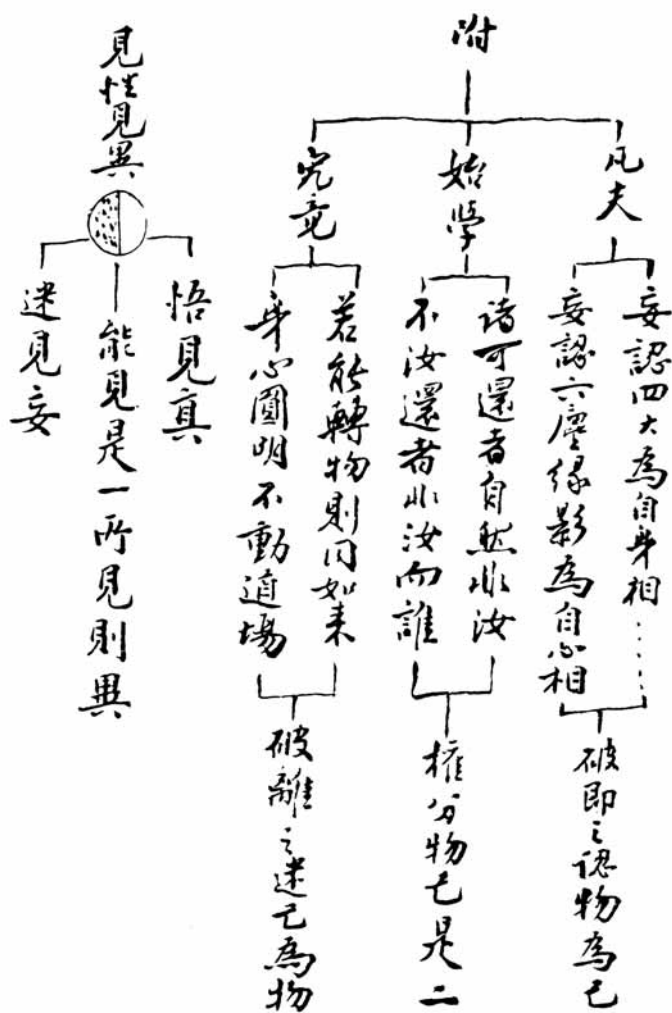 附
凡夫
妄認四大為自身相……
妄認六塵緣影為自心相
破即之認物為己
始學
諸可還者自然非汝
不汝還者非汝而誰
權分物己是二
究竟
若能轉物則同如来
身心圓明不動道場
破離之迷己為物
見性見異
悟見真
能見是一所見則異
迷見妄